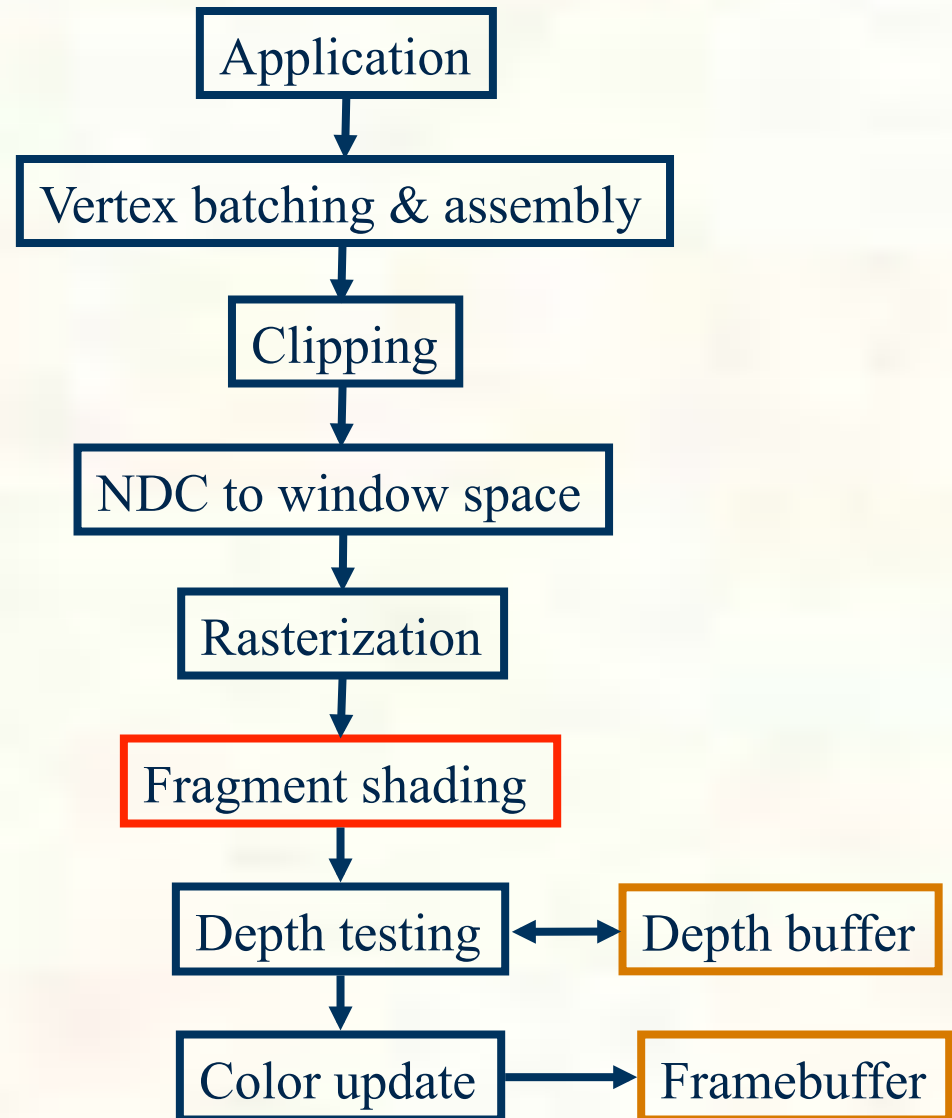 Application
Vertex batching & assembly
Clipping
NDC to window space
Rasterization
Fragment shading
Depth testing
Depth buffer
Color update
Framebuffer